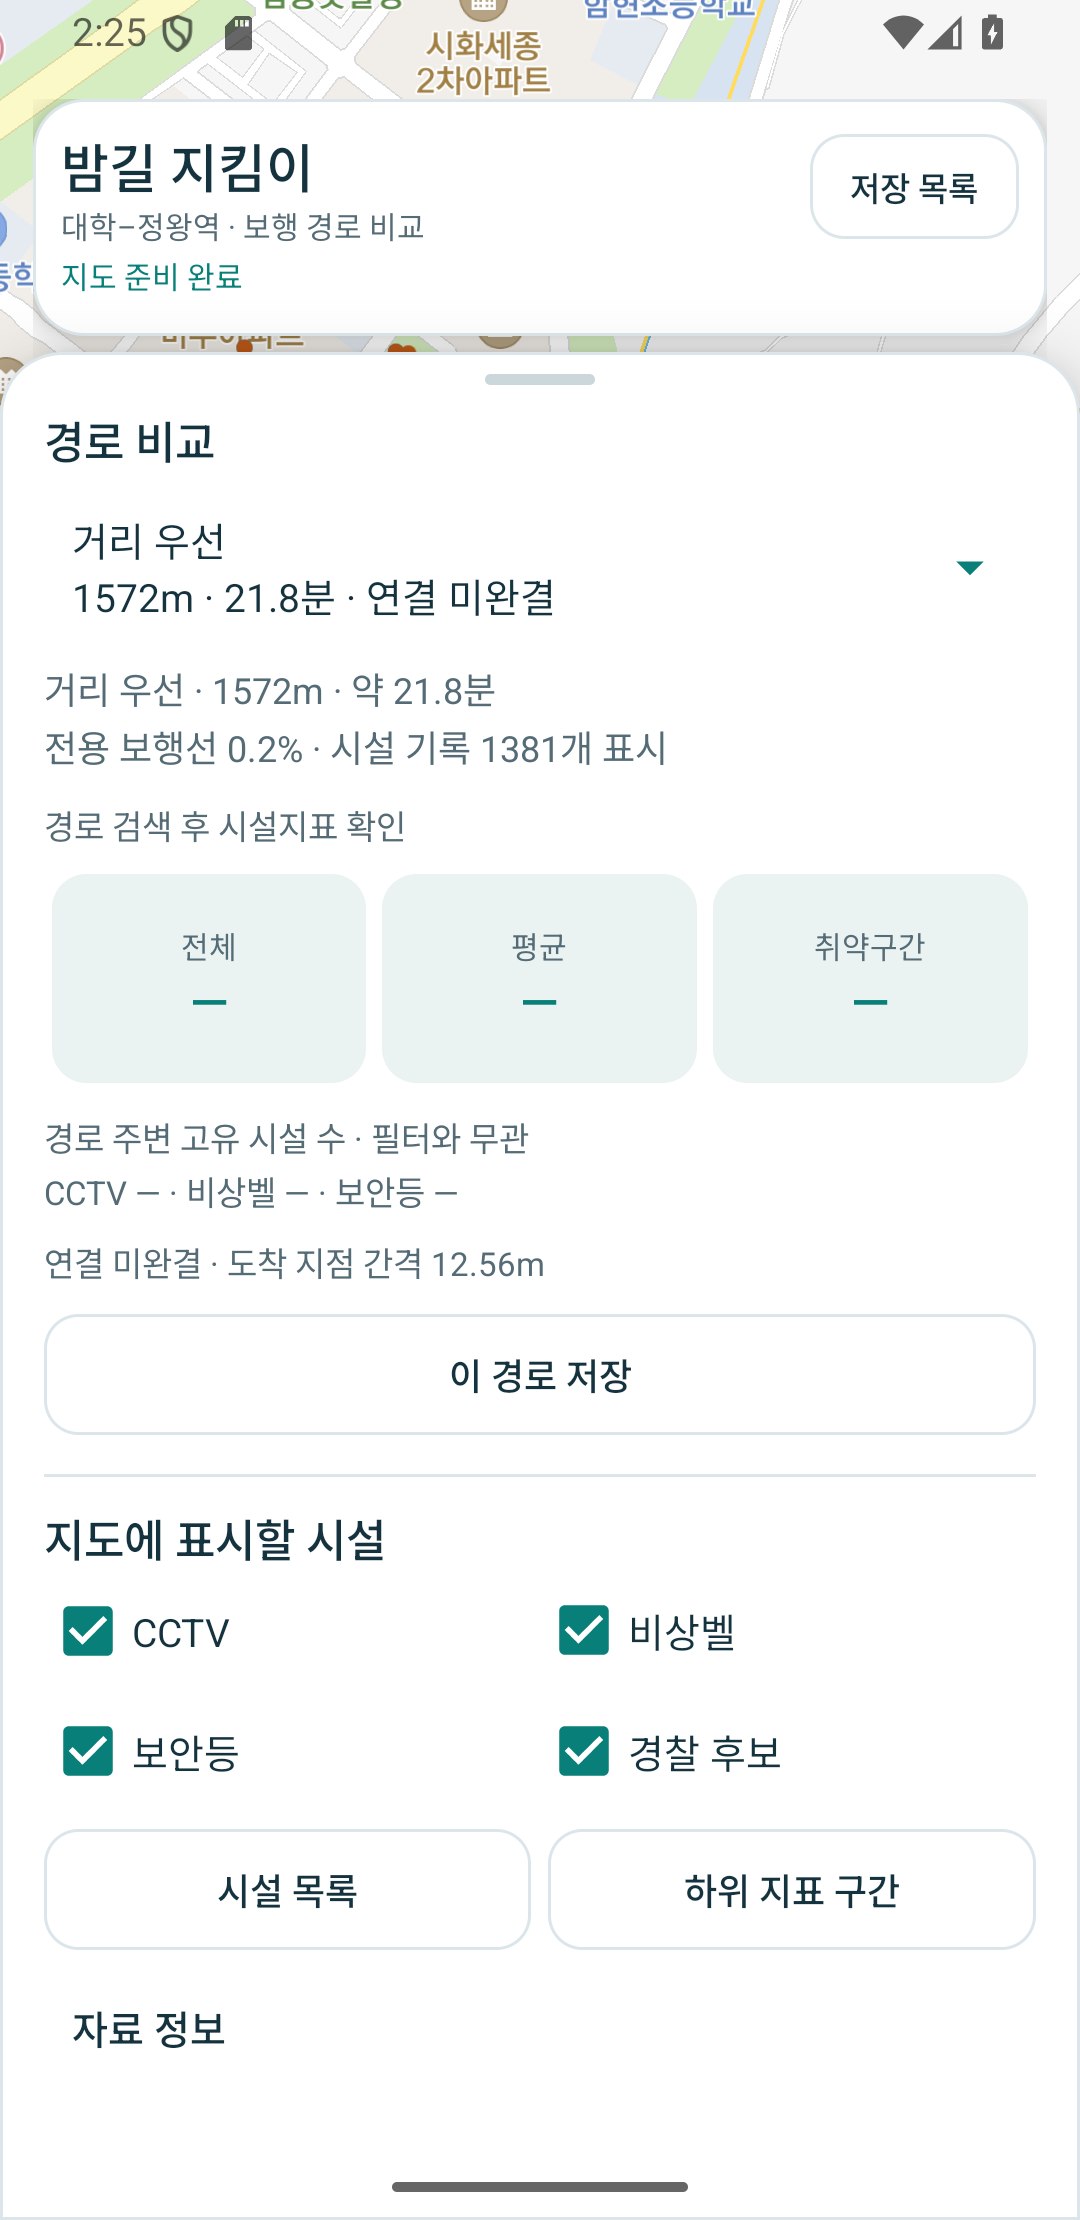 2:25
시화세종
2차아파트
밤길 지킴이
저장 목록
대학–정왕역 · 보행 경로 비교
지도 준비 완료
경로 비교
거리 우선
1572m · 21.8분 · 연결 미완결
거리 우선 · 1572m · 약 21.8분
전용 보행선 0.2% · 시설 기록 1381개 표시
경로 검색 후 시설지표 확인
전체 평균 취약구간
— — —
경로 주변 고유 시설 수 · 필터와 무관
CCTV — · 비상벨 — · 보안등 —
연결 미완결 · 도착 지점 간격 12.56m
이 경로 저장
지도에 표시할 시설
CCTV 비상벨
보안등 경찰 후보
시설 목록 하위 지표 구간
자료 정보